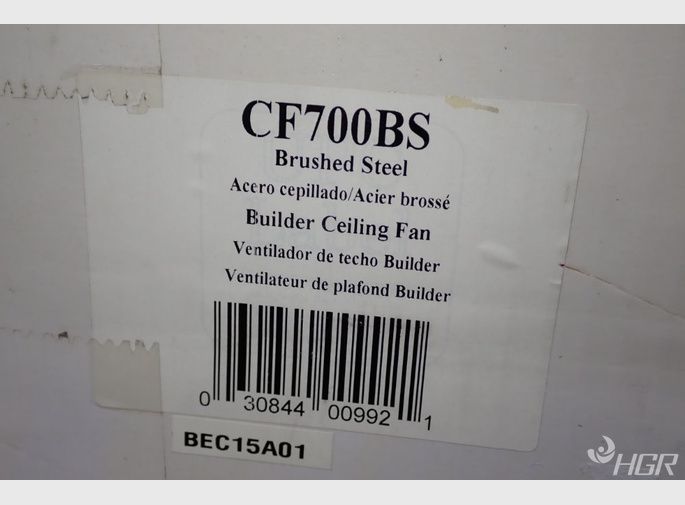 CF700BS
Brushed Steel
Acero cepillado/Acier brossé
Builder Ceiling Fan
Ventilador de techo Builder
Ventilateur de plafond Builder
0 30844 00992 1
BEC15A01
HGR